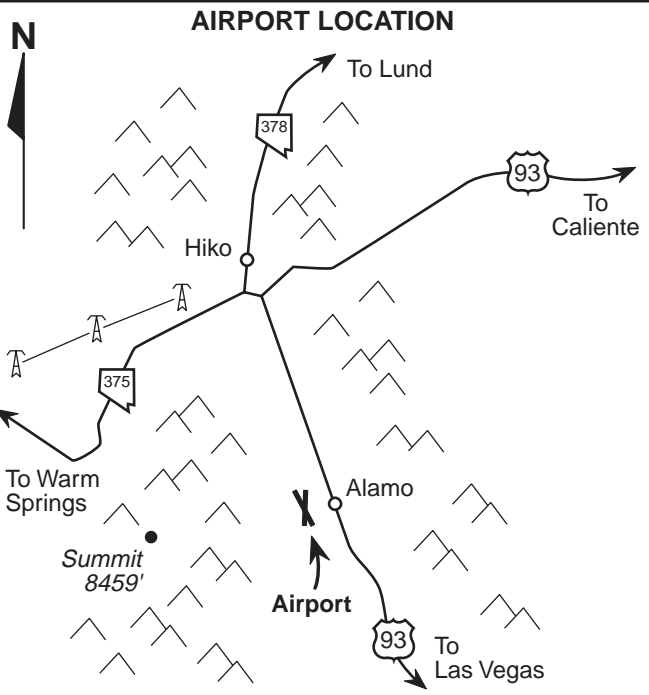 AIRPORT LOCATION
N
To Lund
378
93
To
Caliente
Hiko
375
To Warm
Springs
Alamo
Summit
8459'
Airport
93
To
Las Vegas